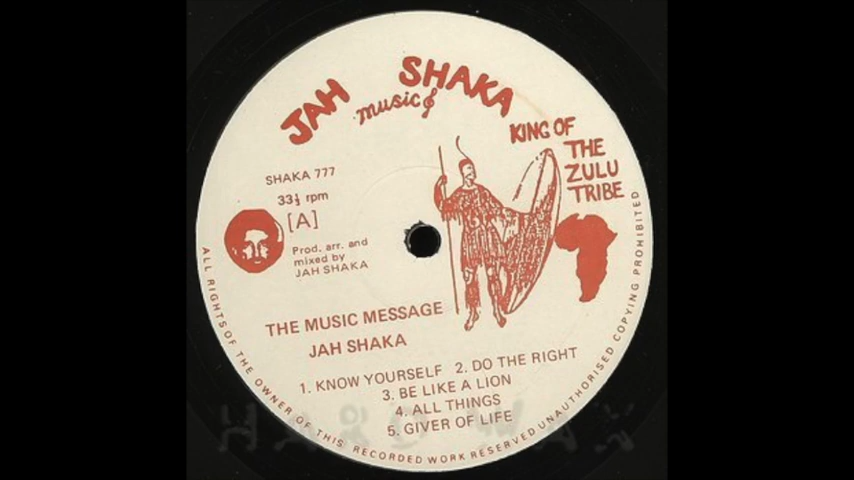 JAH SHAKA
music
KING OF
THE
ZULU
TRIBE
SHAKA 777
33⅓ rpm
[A]
Prod. arr. and
mixed by
JAH SHAKA
THE MUSIC MESSAGE
JAH SHAKA
1. KNOW YOURSELF 2. DO THE RIGHT
3. BE LIKE A LION
4. ALL THINGS
5. GIVER OF LIFE
ALL RIGHTS OF THE OWNER OF THIS RECORDED WORK RESERVED UNAUTHORISED COPYING PROHIBITED